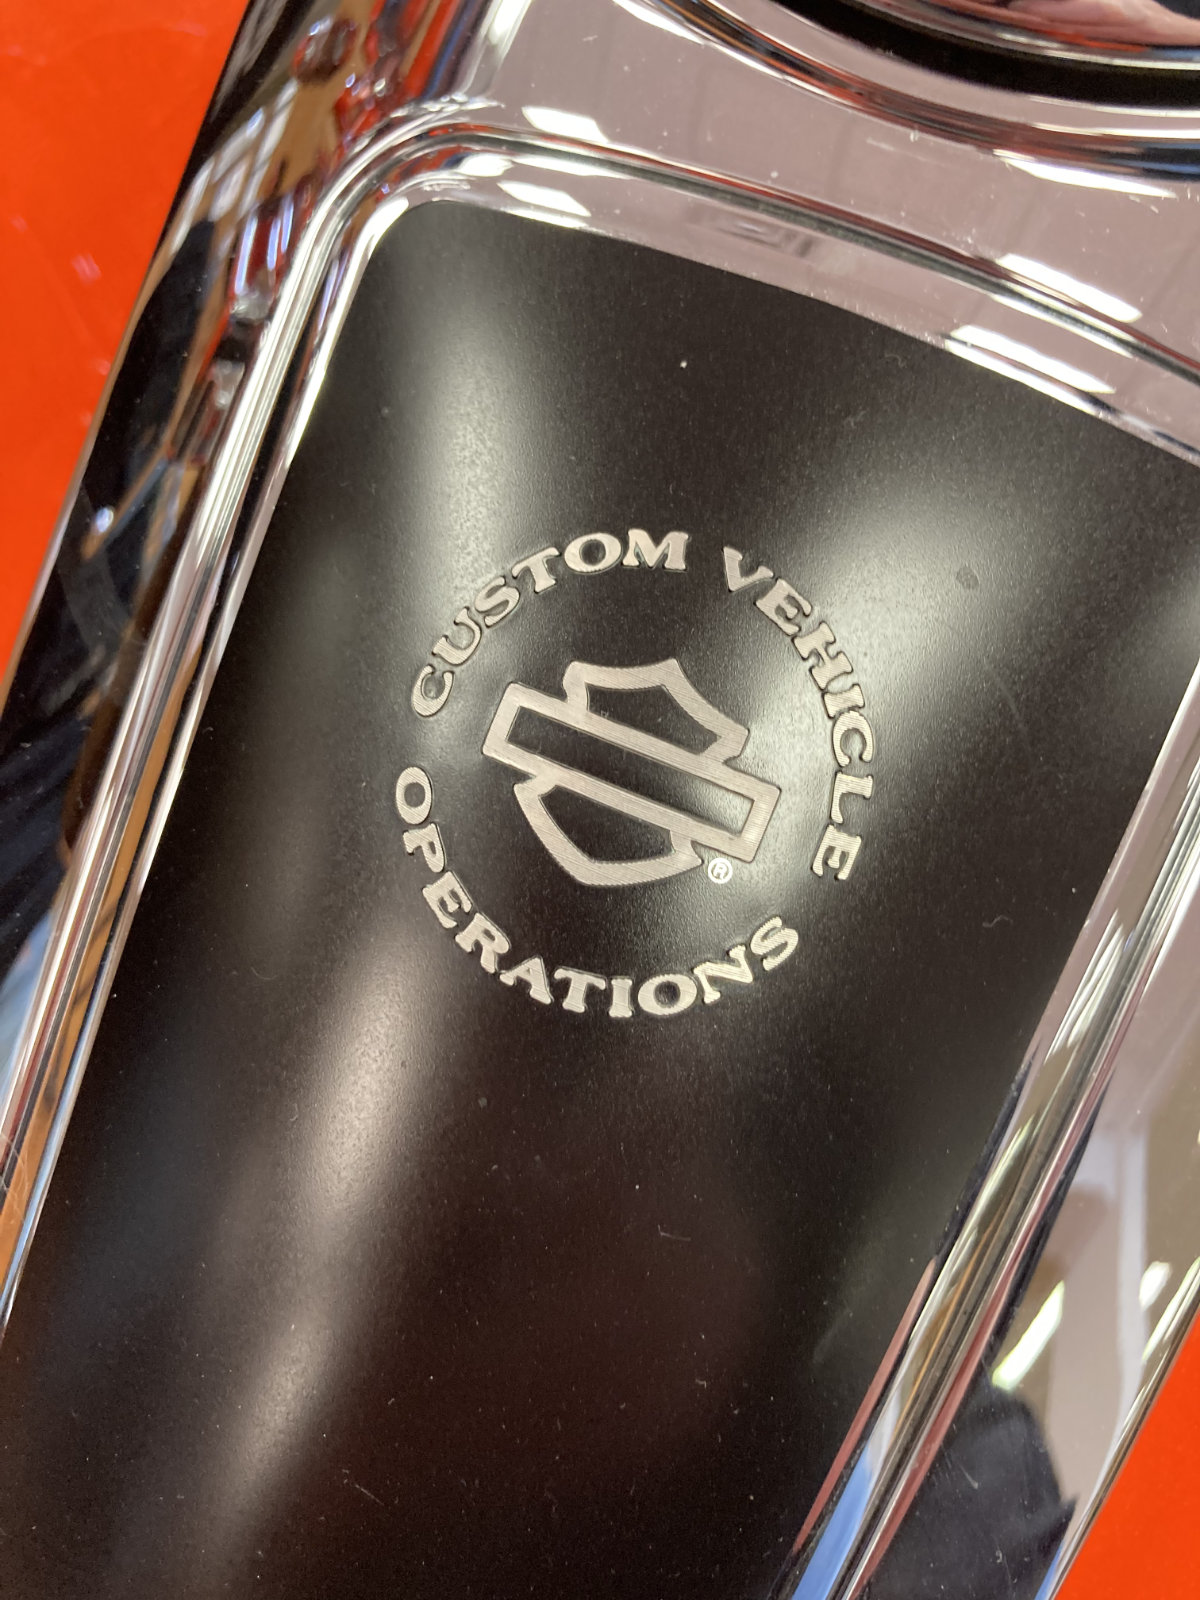 CUSTOM VEHICLE
OPERATIONS
®